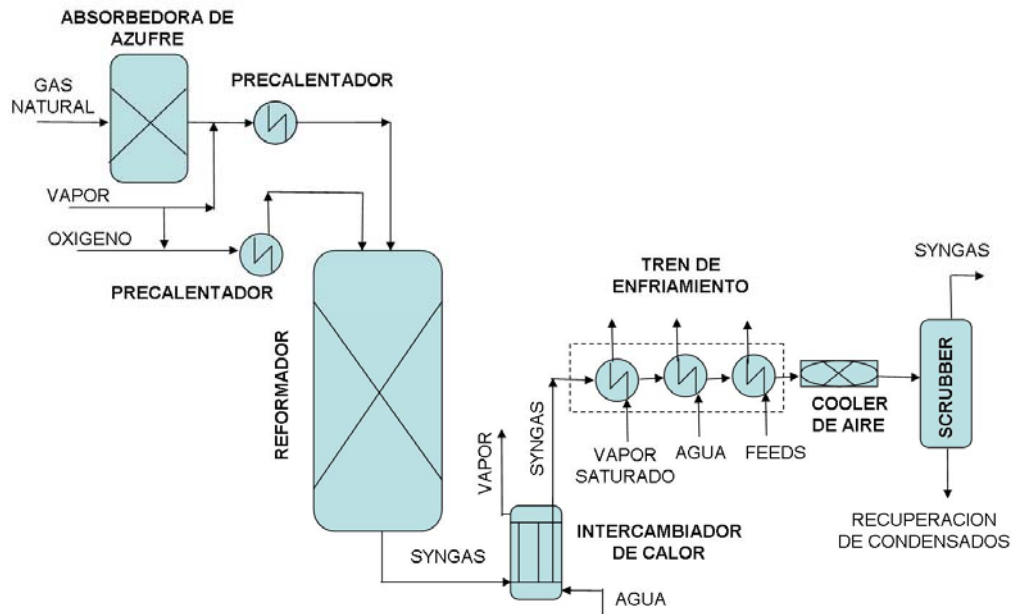 ABSORBEDORA DE
AZUFRE
GAS
NATURAL
PRECALENTADOR
VAPOR
OXIGENO
PRECALENTADOR
REFORMADOR
SYNGAS
VAPOR
SYNGAS
INTERCAMBIADOR
DE CALOR
AGUA
TREN DE
ENFRIAMIENTO
VAPOR
SATURADO
AGUA
FEEDS
COOLER
DE AIRE
SYNGAS
SCRUBBER
RECUPERACION
DE CONDENSADOS